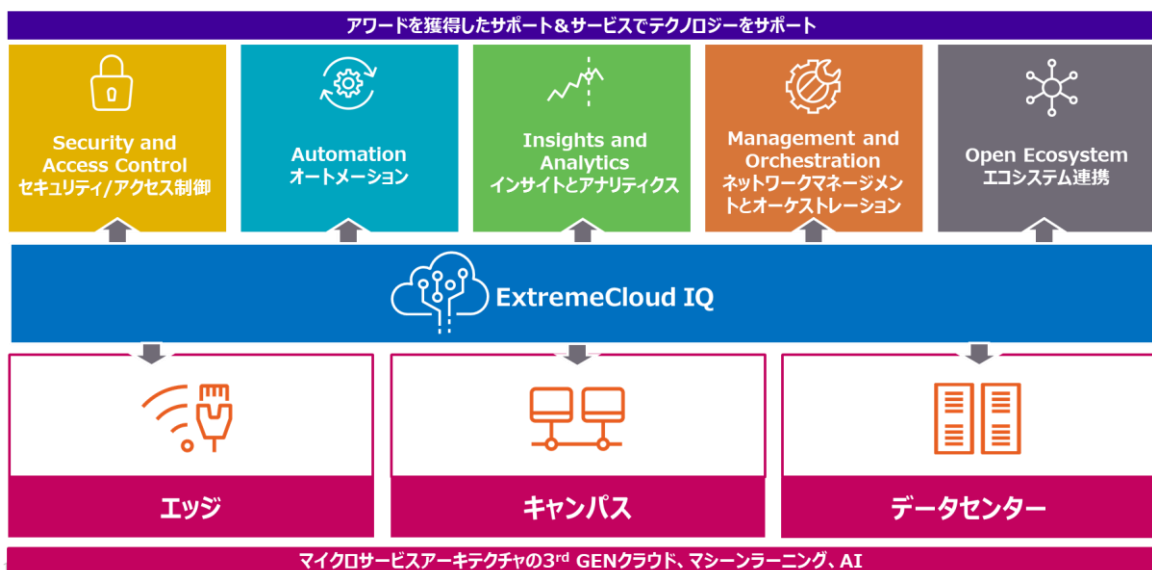 アワードを獲得したサポート&サービスでテクノロジーをサポート
Security and
Access Control
セキュリティ/アクセス制御
Automation
オートメーション
Insights and
Analytics
インサイトとアナリティクス
Management and
Orchestration
ネットワークマネージメン
トとオーケストレーション
Open Ecosystem
エコシステム連携
ExtremeCloud IQ
エッジ
キャンパス
データセンター
マイクロサービスアーキテクチャの3rd GENクラウド、マシーンラーニング、AI